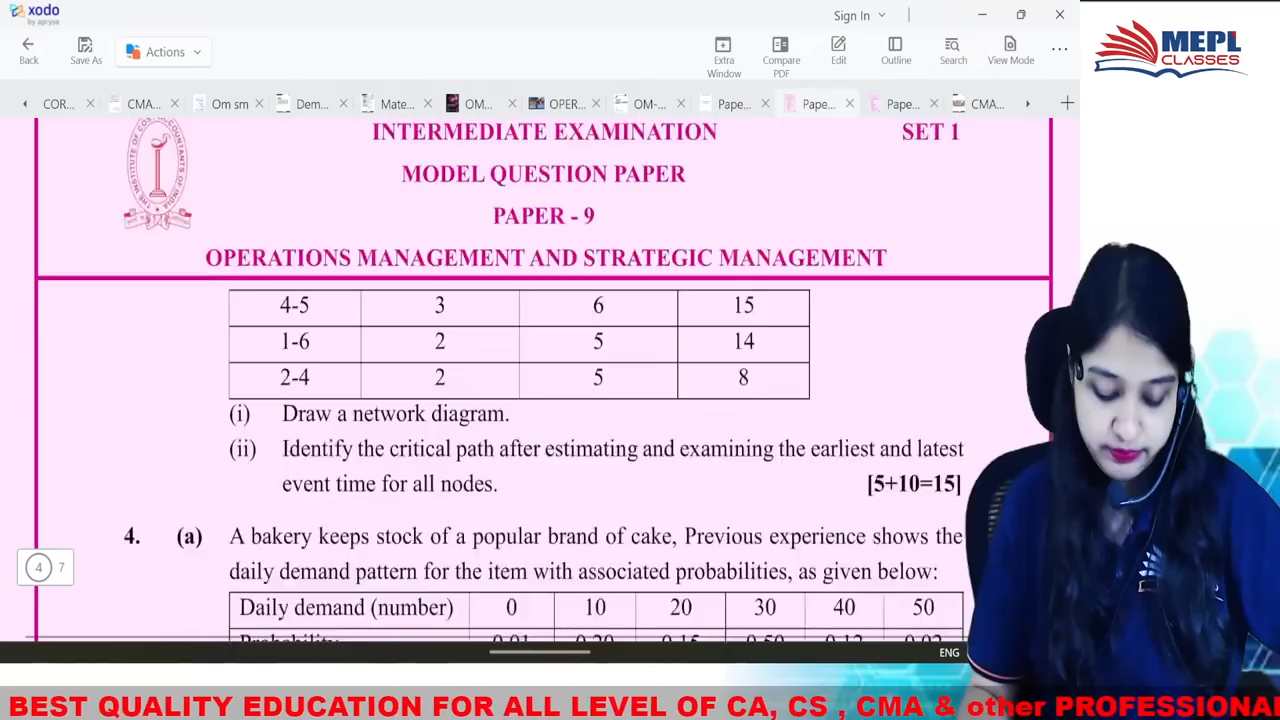 xodo
by apryse
Sign In
Back
Save As
Actions
Extra Window
Compare PDF
Edit
Outline
Search
View Mode
COR...
CMA...
Om sm
Dem...
Mate...
OM...
OPER...
OM-...
Pape...
Pape...
Pape...
CMA...
MEPL
CLASSES
INTERMEDIATE EXAMINATION SET 1
MODEL QUESTION PAPER
PAPER - 9
OPERATIONS MANAGEMENT AND STRATEGIC MANAGEMENT
4-5 3 6 15
1-6 2 5 14
2-4 2 5 8
(i) Draw a network diagram.
(ii) Identify the critical path after estimating and examining the earliest and latest
event time for all nodes. [5+10=15]
4. (a) A bakery keeps stock of a popular brand of cake, Previous experience shows the
daily demand pattern for the item with associated probabilities, as given below:
Daily demand (number) 0 10 20 30 40 50
4 7
ENG
BEST QUALITY EDUCATION FOR ALL LEVEL OF CA, CS , CMA & other PROFESSIONA